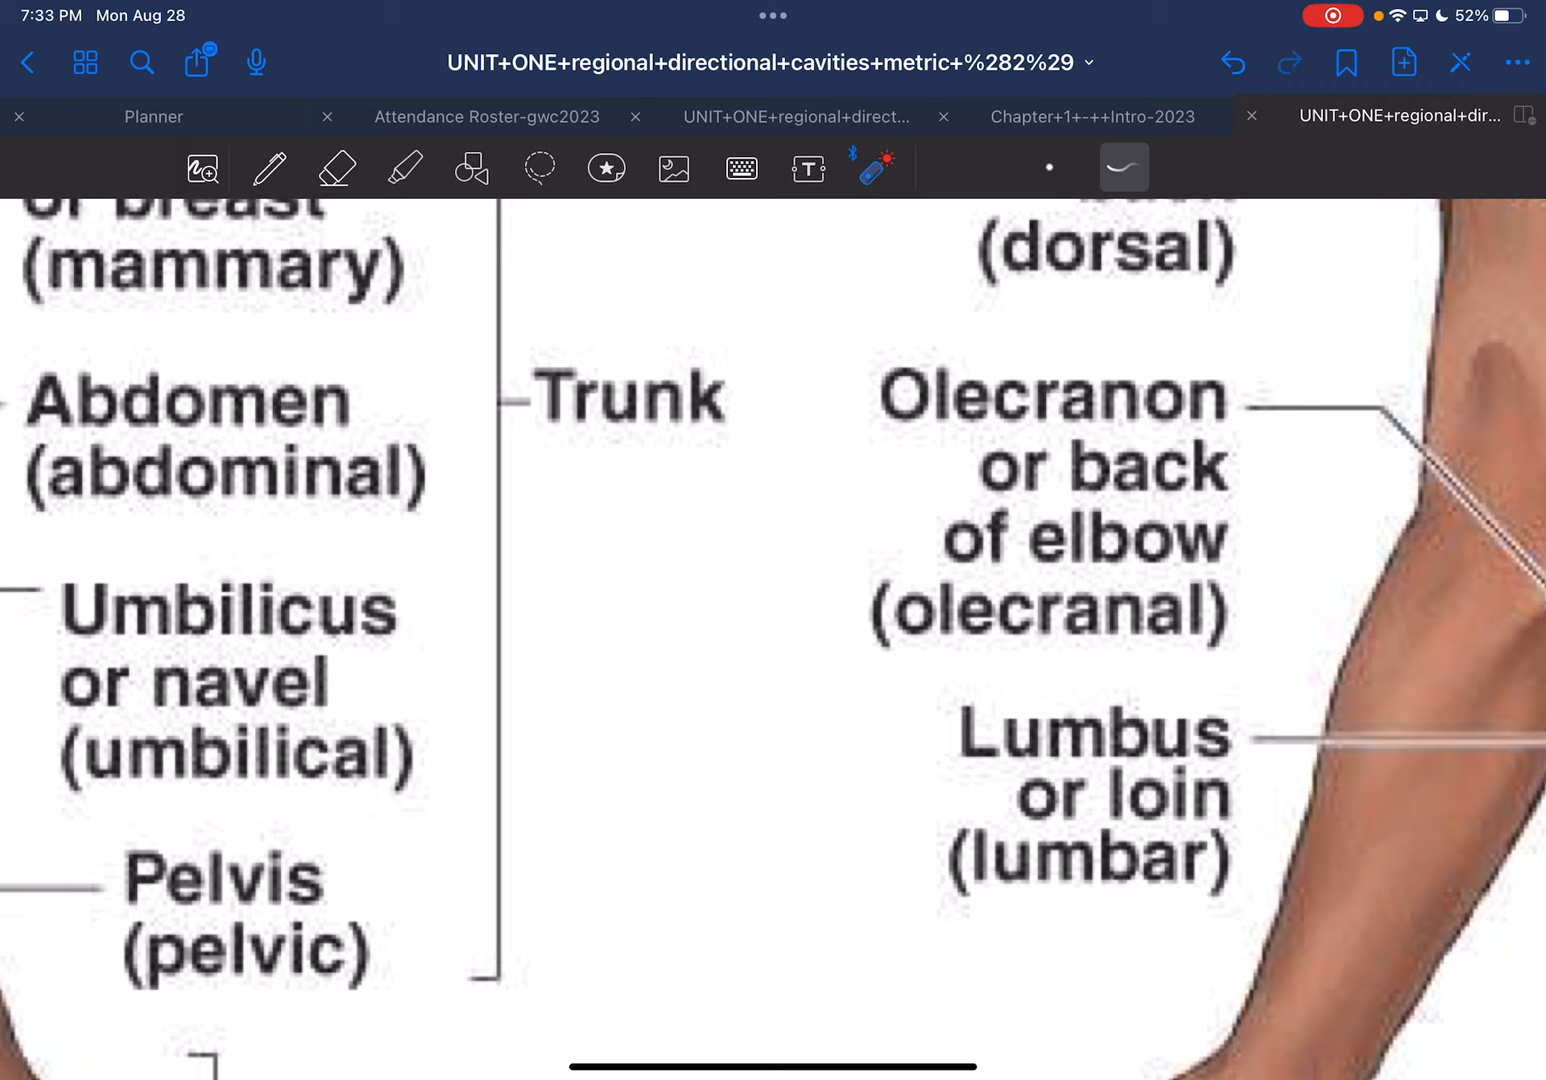 7:33 PM Mon Aug 28
52%
UNIT+ONE+regional+directional+cavities+metric+%282%29
Planner
Attendance Roster-gwc2023
UNIT+ONE+regional+direct...
Chapter+1+-++Intro-2023
UNIT+ONE+regional+dir...
or breast
(mammary)
Abdomen
(abdominal)
Umbilicus
or navel
(umbilical)
Pelvis
(pelvic)
Trunk
(dorsal)
Olecranon
or back
of elbow
(olecranal)
Lumbus
or loin
(lumbar)